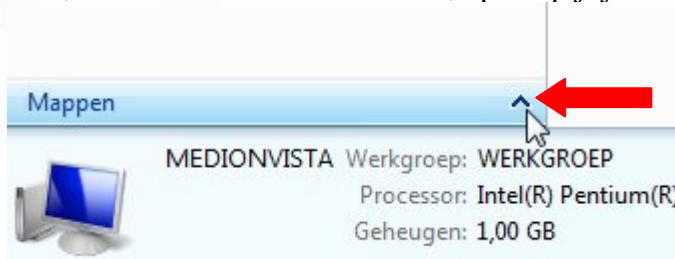 Mappen
MEDIONVISTA Werkgroep: WERKGROEP
Processor: Intel(R) Pentium(R)
Geheugen: 1,00 GB